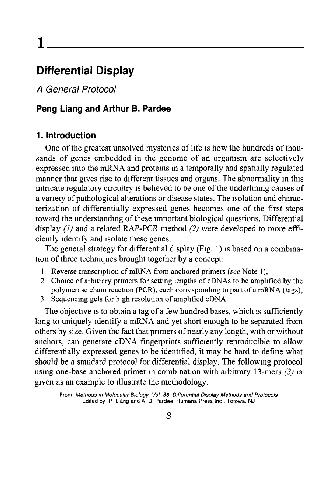 1
Differential Display
A General Protocol
Peng Liang and Arthur B. Pardee
1. Introduction
One of the greatest unsolved mysteries of life is how the hundreds of thou-
sands of genes embedded in the genome of an organism are selectively
expressed into the mRNA and proteins in a temporally and spatially regulated
manner that gives rise to different tissues and organs. The abnormality in this
intricate regulatory circuitry is believed to be one of the underlining causes of
a variety of pathological alterations or disease states. The isolation and charac-
terization of differentially expressed genes becomes one of the first steps
toward the understanding of these important biological questions. Differential
display (1) and a related RAP-PCR method (2) were developed to more effi-
ciently identify and isolate these genes.
The general strategy for differential display (Fig. 1) is based on a combina-
tion of three techniques brought together by a concept:
1 Reverse transcription of mRNA from anchored primers (see Note 1),
2 Choice of arbitrary primers for setting lengths of cDNAs to be amplified by the
polymerase chain reaction (PCR), each corresponding to part of a mRNA (tags),
3 Sequencing gels for high resolution of amplified cDNA
The objective is to obtain a tag of a few hundred bases, which is sufficiently
long to uniquely identify a mRNA and yet short enough to be separated from
others by size. Given the fact that primers of nearly any length, with or without
anchors, can generate cDNA fingerprints sufficiently reproducible to allow
differentially expressed genes to be identified, it may be hard to define what
should be a standard protocol for differential display. The following protocol
using one-base anchored primer in combination with arbitrary 13-mers (3) is
given as an example to illustrate the methodology.
From Methods in Molecular Biology, Vol 85 Differential Display Methods and Protocols
Edited by P Liang and A B Pardee Humana Press Inc, Totowa, NJ
3